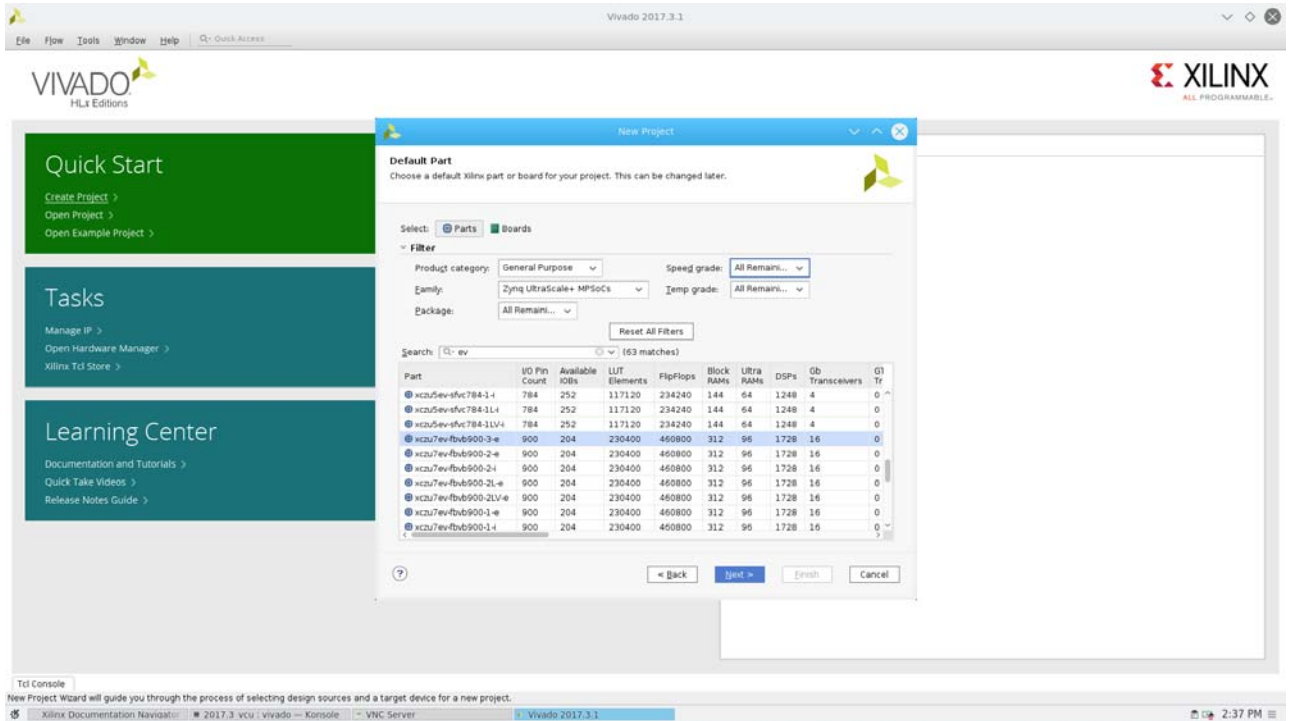 Vivado 2017.3.1
File Flow Tools Window Help Q- Quick Access
VIVADO
HLx Editions
XILINX
ALL PROGRAMMABLE
Quick Start
Create Project >
Open Project >
Open Example Project >
Tasks
Manage IP >
Open Hardware Manager >
Xilinx Tcl Store >
Learning Center
Documentation and Tutorials >
Quick Take Videos >
Release Notes Guide >
New Project
Default Part
Choose a default Xilinx part or board for your project. This can be changed later.
Select: Parts Boards
Filter
Product category: General Purpose Speed grade: All Remaini...
Family: Zynq UltraScale+ MPSoCs Temp grade: All Remaini...
Package: All Remaini...
Reset All Filters
Search: Q- ev (63 matches)
Part I/O Pin Count Available IOBs LUT Elements FlipFlops Block RAMs Ultra RAMs DSPs Gb Transceivers GT Tr
xczu5ev-sfvc784-1-i 784 252 117120 234240 144 64 1248 4 0
xczu5ev-sfvc784-1L-i 784 252 117120 234240 144 64 1248 4 0
xczu5ev-sfvc784-1LV-i 784 252 117120 234240 144 64 1248 4 0
xczu7ev-fbvb900-3-e 900 204 230400 460800 312 96 1728 16 0
xczu7ev-fbvb900-2-e 900 204 230400 460800 312 96 1728 16 0
xczu7ev-fbvb900-2-i 900 204 230400 460800 312 96 1728 16 0
xczu7ev-fbvb900-2L-e 900 204 230400 460800 312 96 1728 16 0
xczu7ev-fbvb900-2LV-e 900 204 230400 460800 312 96 1728 16 0
xczu7ev-fbvb900-1-e 900 204 230400 460800 312 96 1728 16 0
xczu7ev-fbvb900-1-i 900 204 230400 460800 312 96 1728 16 0
? < Back Next > Finish Cancel
Tcl Console
New Project Wizard will guide you through the process of selecting design sources and a target device for a new project.
Xilinx Documentation Navigator 2017.3 vcu : vivado — Konsole VNC Server Vivado 2017.3.1 2:37 PM